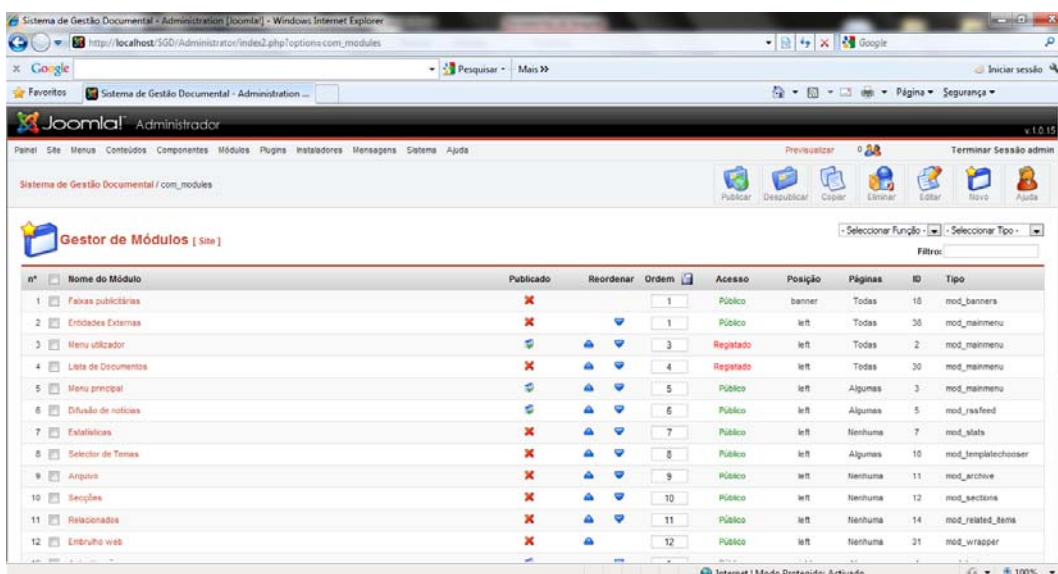 Sistema de Gestão Documental - Administration [Joomla!] - Windows Internet Explorer
http://localhost/SGD/Administrator/index2.php?option=com_modules
Google
x Google Pesquisar Mais »
Iniciar sessão
Favoritos Sistema de Gestão Documental - Administration ...
Página Segurança
Joomla! Administrador
v.1.0.15
Painel Site Menus Conteúdos Componentes Módulos Plugins Instaladores Mensagens Sistema Ajuda Previsualizar 0 Terminar Sessão admin
Sistema de Gestão Documental / com_modules
Publicar Despublicar Copiar Eliminar Editar Novo Ajuda
Gestor de Módulos [ Site ]
- Seleccionar Função - - Seleccionar Tipo -
Filtro:
nº Nome do Módulo Publicado Reordenar Ordem Acesso Posição Páginas ID Tipo
1 Faixas publicitárias 1 Público banner Todas 18 mod_banners
2 Entidades Externas 1 Público left Todas 36 mod_mainmenu
3 Menu utilizador 3 Registado left Todas 2 mod_mainmenu
4 Lista de Documentos 4 Registado left Todas 30 mod_mainmenu
5 Menu principal 5 Público left Algumas 3 mod_mainmenu
6 Difusão de notícias 6 Público left Algumas 5 mod_rssfeed
7 Estatísticas 7 Público left Nenhuma 7 mod_stats
8 Selector de Temas 8 Público left Algumas 10 mod_templatechooser
9 Arquivo 9 Público left Nenhuma 11 mod_archive
10 Secções 10 Público left Nenhuma 12 mod_sections
11 Relacionados 11 Público left Nenhuma 14 mod_related_items
12 Embrulho web 12 Público left Nenhuma 31 mod_wrapper
Internet | Modo Protegido: Activado 100%